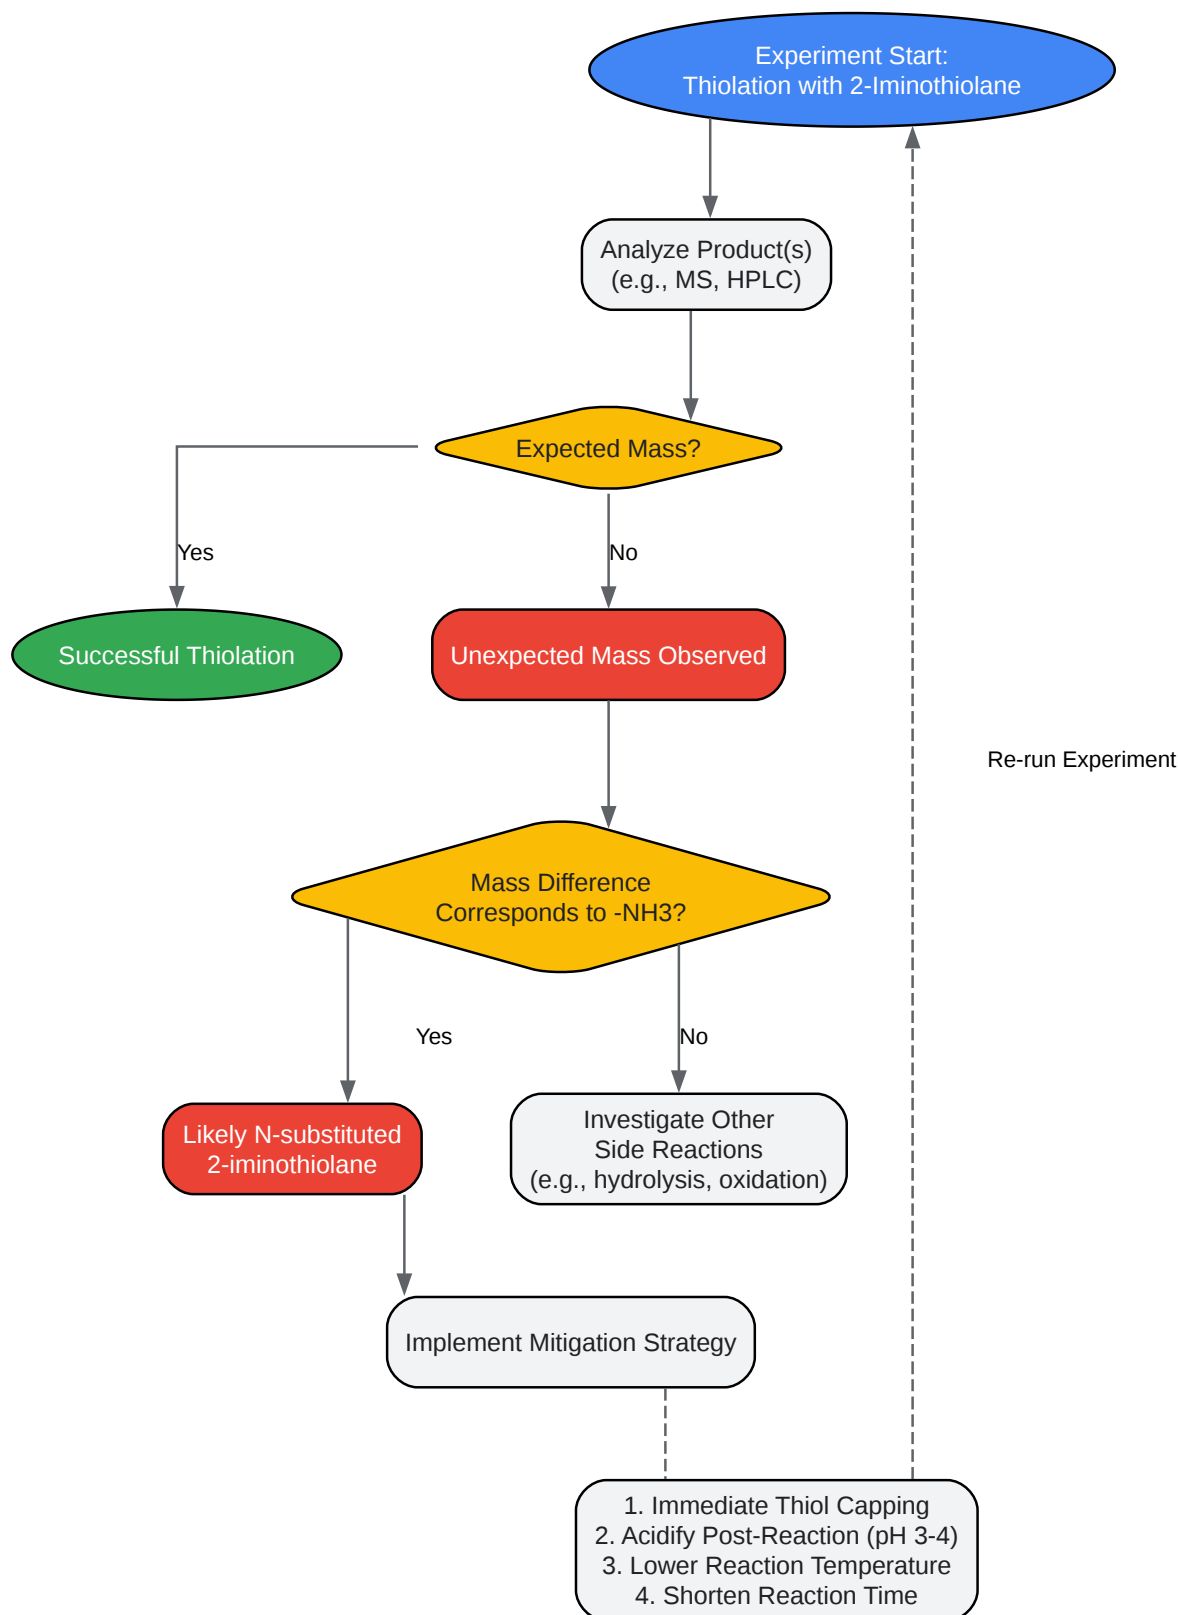 Experiment Start:
Thiolation with 2-Iminothiolane
Analyze Product(s)
(e.g., MS, HPLC)
Expected Mass?
Yes
No
Successful Thiolation
Unexpected Mass Observed
Re-run Experiment
Mass Difference
Corresponds to -NH3?
Yes
No
Likely N-substituted
2-iminothiolane
Investigate Other
Side Reactions
(e.g., hydrolysis, oxidation)
Implement Mitigation Strategy
1. Immediate Thiol Capping
2. Acidify Post-Reaction (pH 3-4)
3. Lower Reaction Temperature
4. Shorten Reaction Time